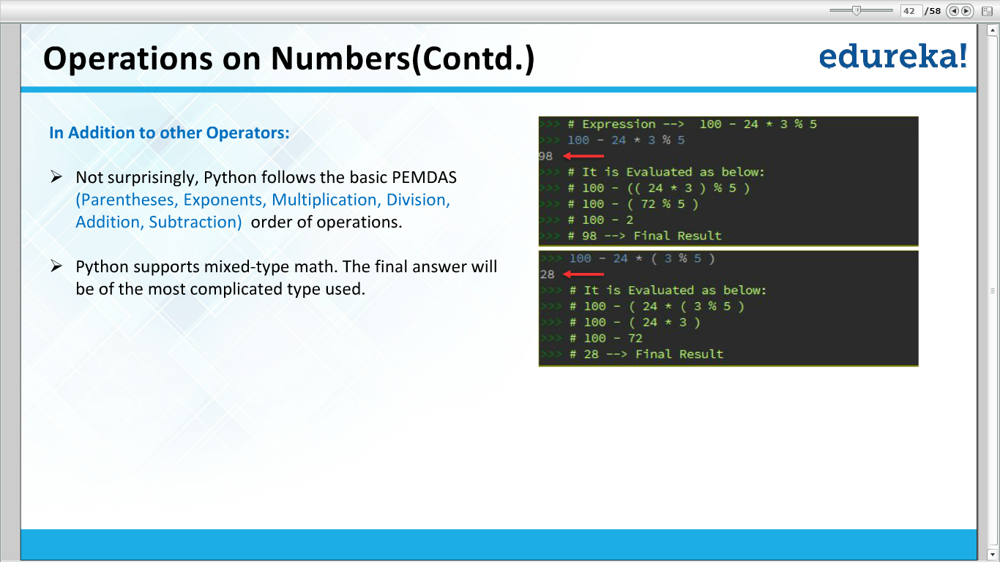 42 /58
Operations on Numbers(Contd.)
edureka!
In Addition to other Operators:
Not surprisingly, Python follows the basic PEMDAS
(Parentheses, Exponents, Multiplication, Division,
Addition, Subtraction) order of operations.
Python supports mixed-type math. The final answer will
be of the most complicated type used.
>>> # Expression --> 100 - 24 * 3 % 5
>>> 100 - 24 * 3 % 5
98
>>> # It is Evaluated as below:
>>> # 100 - (( 24 * 3 ) % 5 )
>>> # 100 - ( 72 % 5 )
>>> # 100 - 2
>>> # 98 --> Final Result
>>> 100 - 24 * ( 3 % 5 )
28
>>> # It is Evaluated as below:
>>> # 100 - ( 24 * ( 3 % 5 )
>>> # 100 - ( 24 * 3 )
>>> # 100 - 72
>>> # 28 --> Final Result